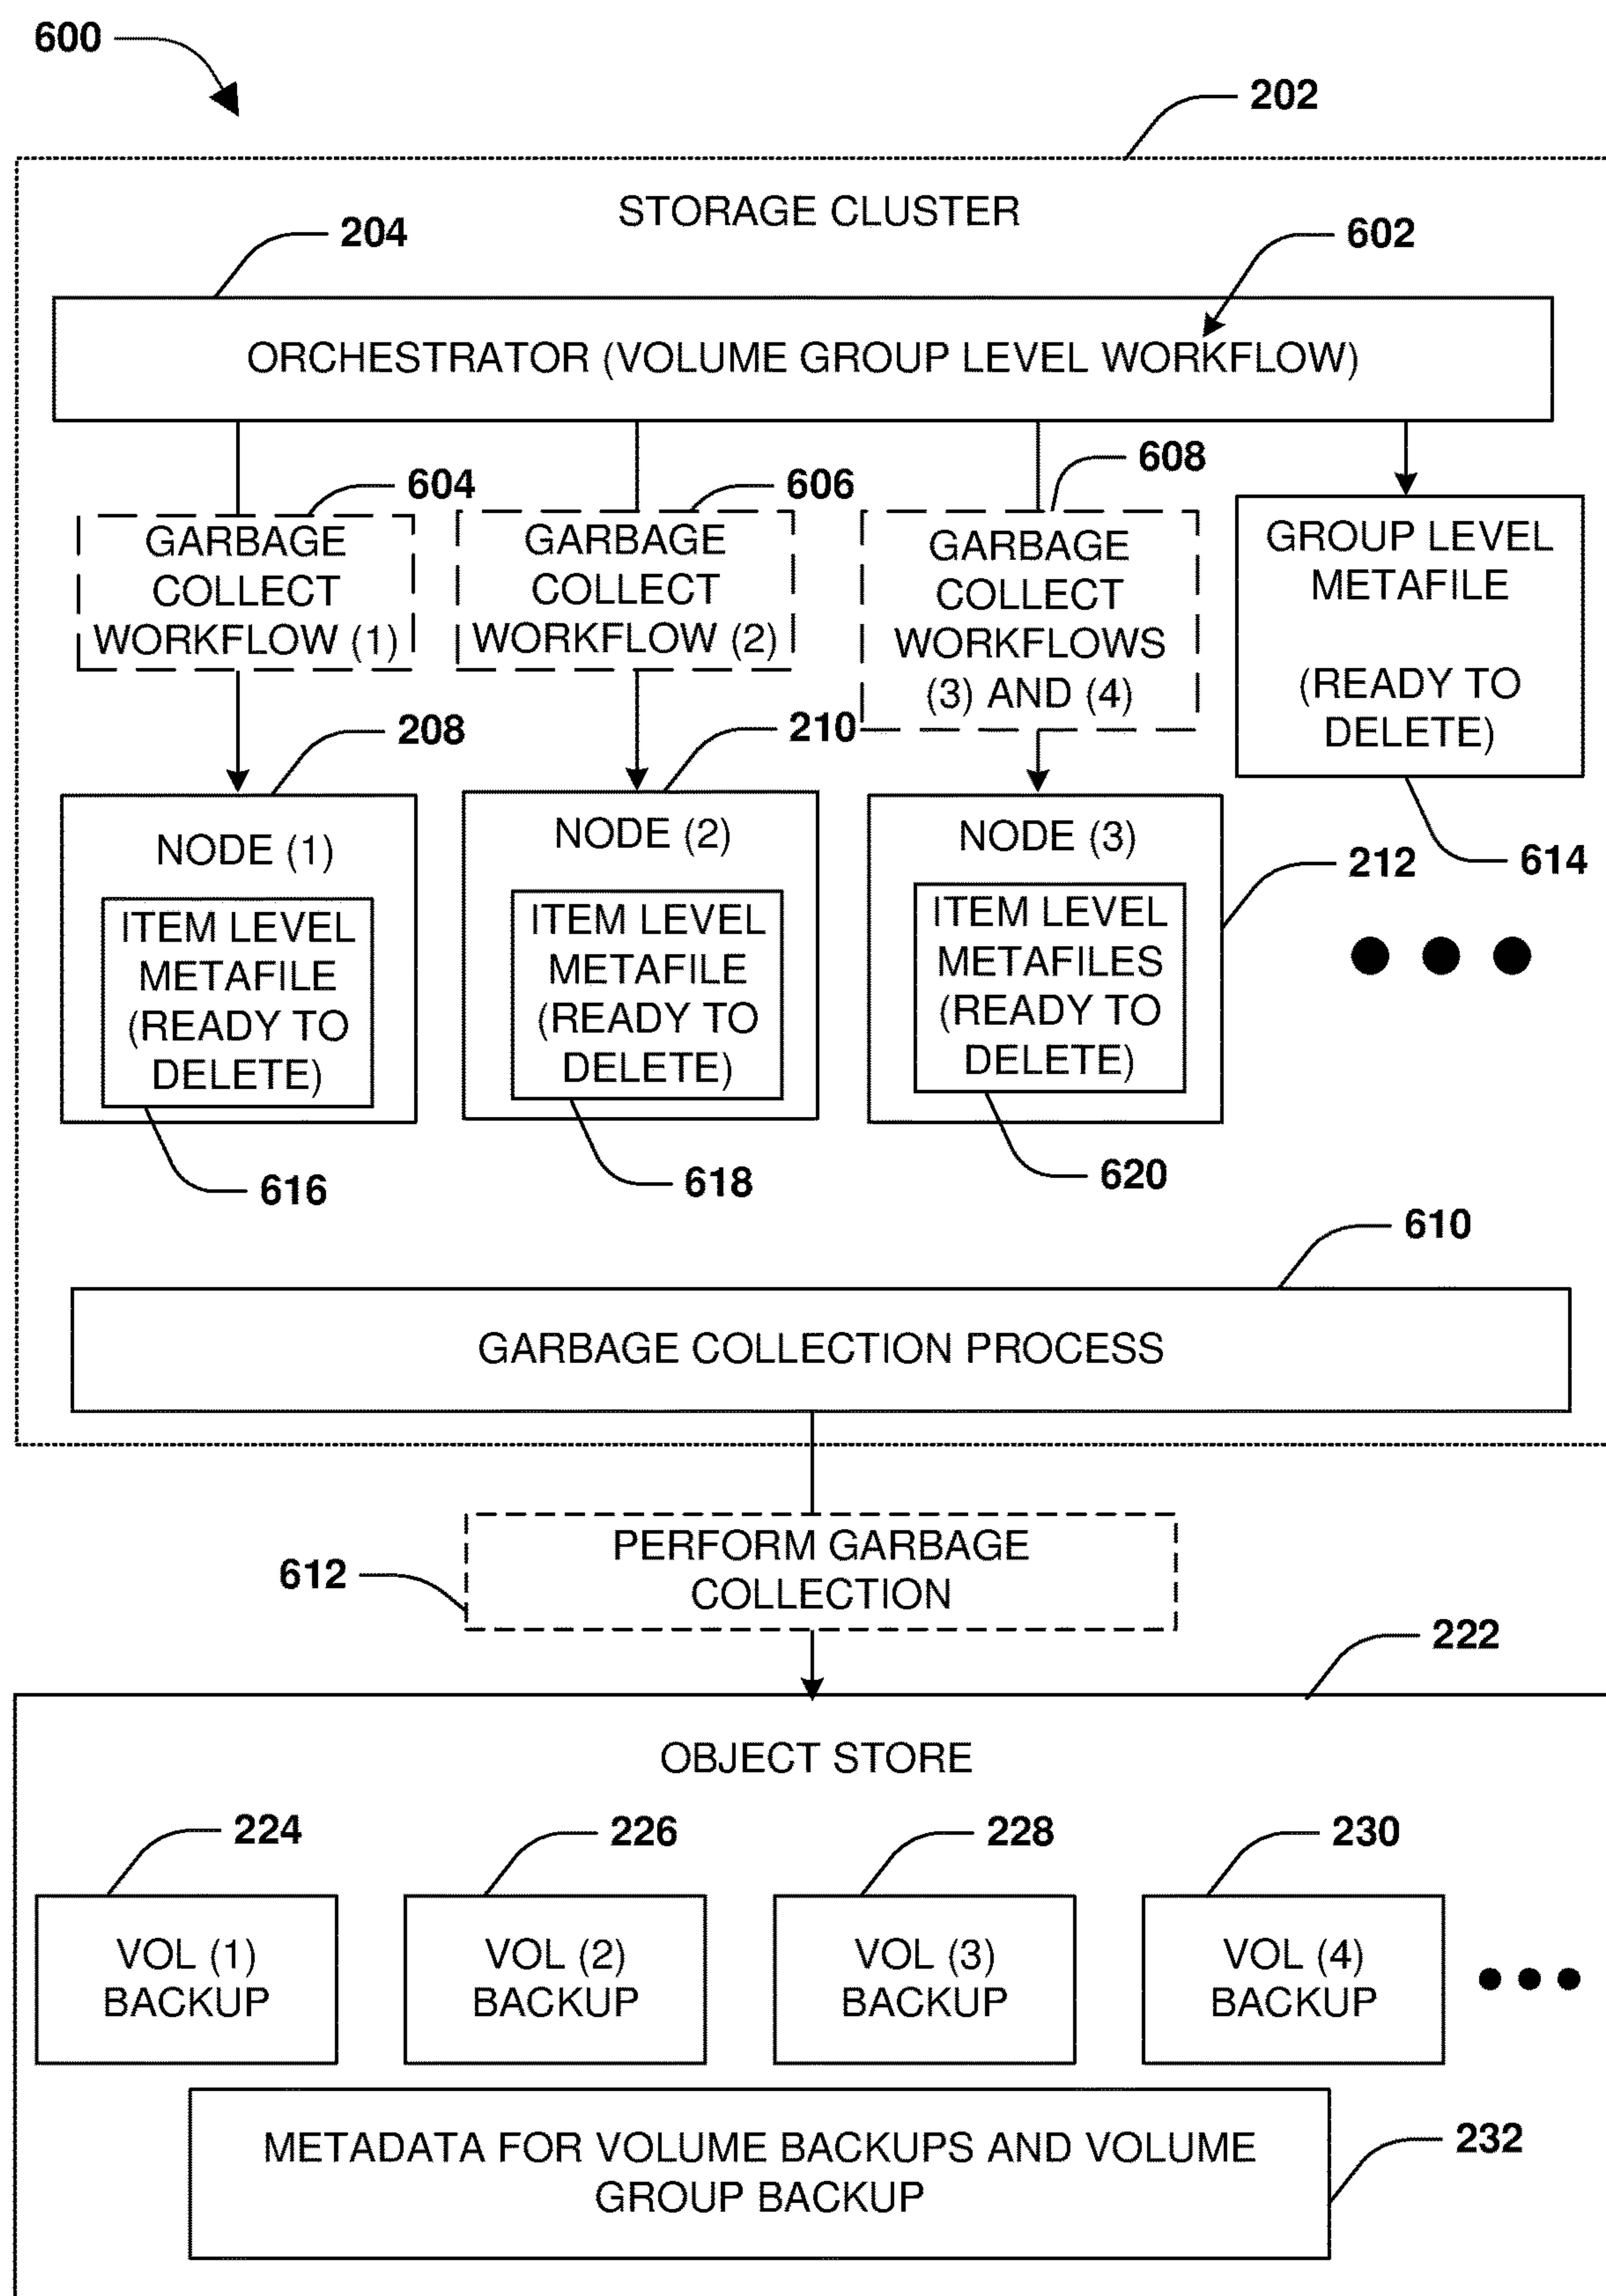 600
202
STORAGE CLUSTER
204
602
ORCHESTRATOR (VOLUME GROUP LEVEL WORKFLOW)
604
606
608
GARBAGE
COLLECT
WORKFLOW (1)
GARBAGE
COLLECT
WORKFLOW (2)
GARBAGE
COLLECT
WORKFLOWS
(3) AND (4)
GROUP LEVEL
METAFILE
(READY TO
DELETE)
614
208
210
212
NODE (1)
ITEM LEVEL
METAFILE
(READY TO
DELETE)
616
NODE (2)
ITEM LEVEL
METAFILE
(READY TO
DELETE)
618
NODE (3)
ITEM LEVEL
METAFILES
(READY TO
DELETE)
620
610
GARBAGE COLLECTION PROCESS
612
PERFORM GARBAGE
COLLECTION
222
OBJECT STORE
224
226
228
230
VOL (1)
BACKUP
VOL (2)
BACKUP
VOL (3)
BACKUP
VOL (4)
BACKUP
METADATA FOR VOLUME BACKUPS AND VOLUME
GROUP BACKUP
232